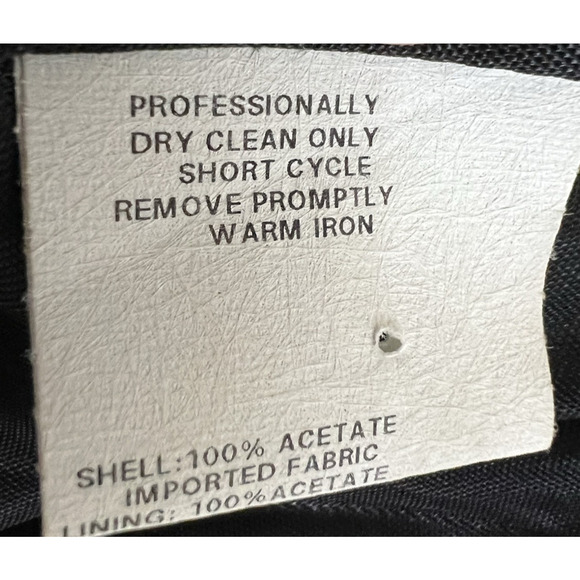 PROFESSIONALLY
DRY CLEAN ONLY
SHORT CYCLE
REMOVE PROMPTLY
WARM IRON
SHELL:100% ACETATE
IMPORTED FABRIC
LINING: 100% ACETATE